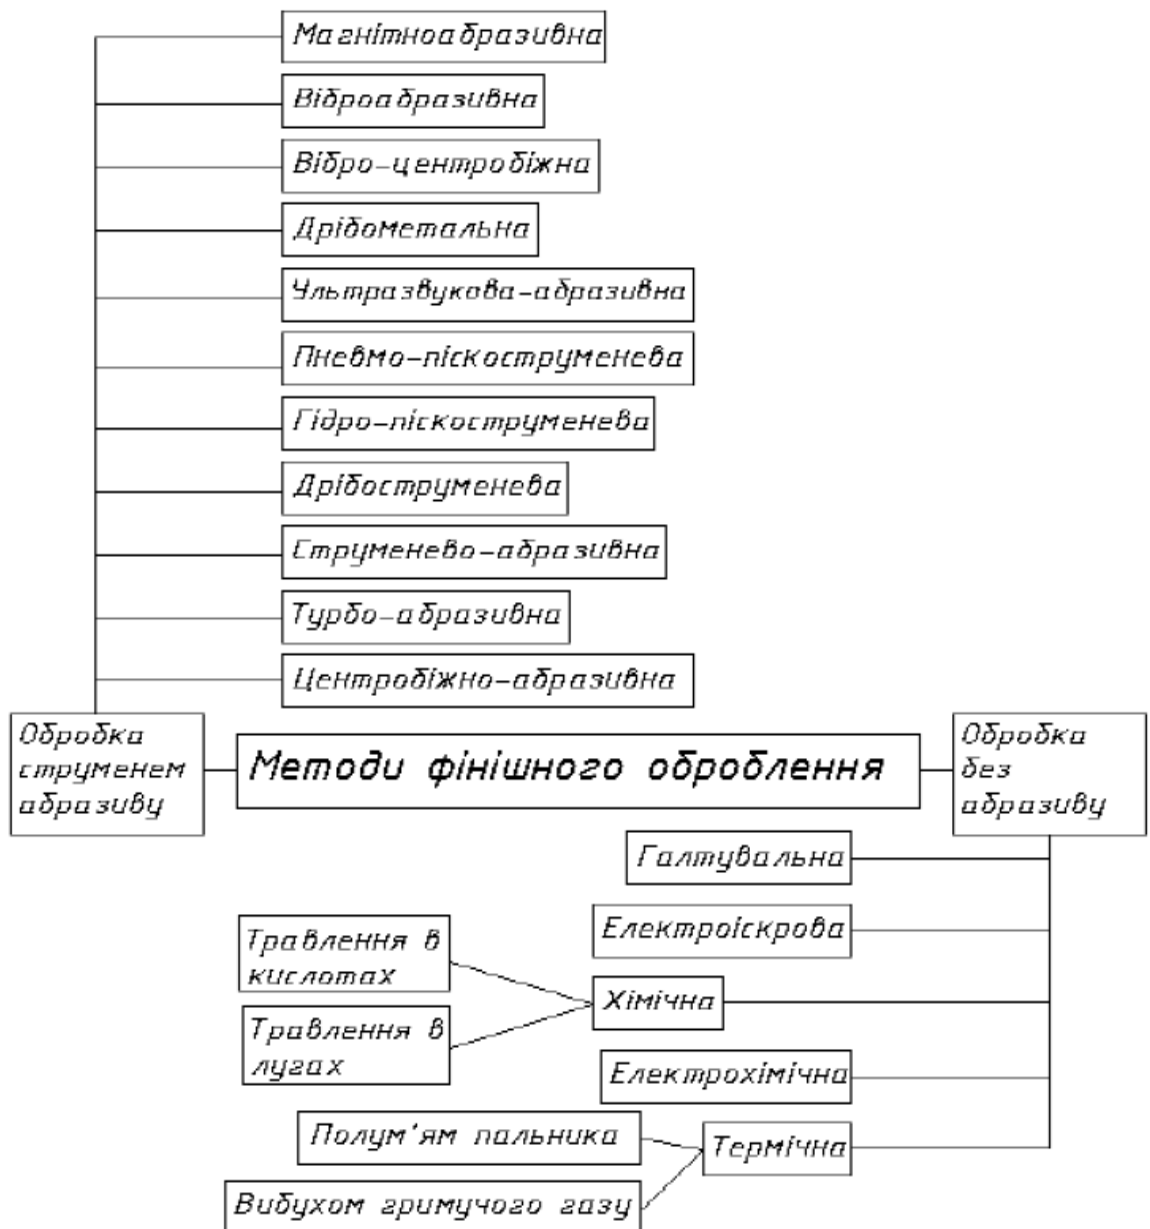 Магнітноабразивна
Віброабразивна
Вібро-центробіжна
Дрібометальна
Ультразвукова-абразивна
Пневмо-піскоструменева
Гідро-піскоструменева
Дрібоструменева
Струменево-абразивна
Турбо-абразивна
Центробіжно-абразивна
Обробка
струменем
абразиву
Методи фінішного оброблення
Обробка
без
абразиву
Галтувальна
Електроіскрова
Травлення в
кислотах
Хімічна
Травлення в
лугах
Електрохімічна
Полум'ям пальника
Термічна
Вибухом гримучого газу